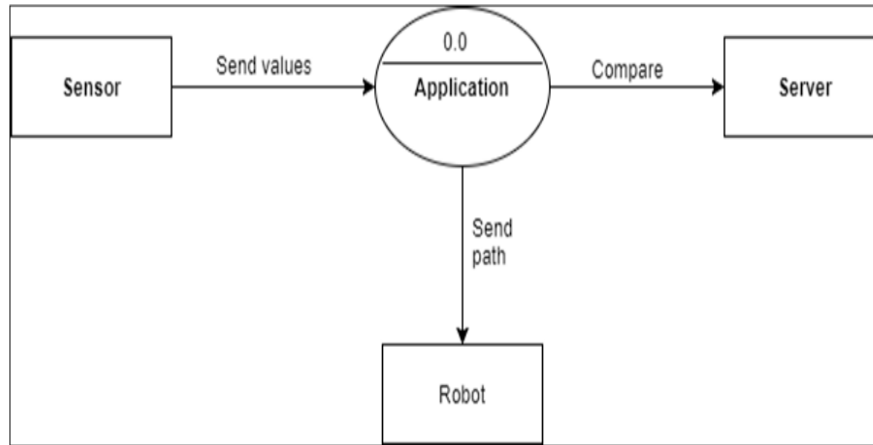 0.0
Send values
Compare
Sensor
Application
Server
Send
path
Robot